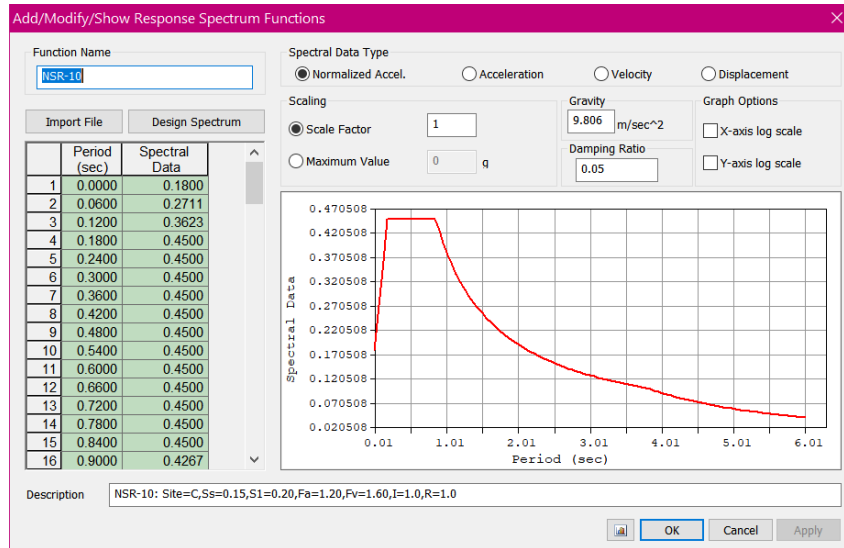 Add/Modify/Show Response Spectrum Functions
Function Name
NSR-10
Import File
Design Spectrum
Period (sec) Spectral Data
1 0.0000 0.1800
2 0.0600 0.2711
3 0.1200 0.3623
4 0.1800 0.4500
5 0.2400 0.4500
6 0.3000 0.4500
7 0.3600 0.4500
8 0.4200 0.4500
9 0.4800 0.4500
10 0.5400 0.4500
11 0.6000 0.4500
12 0.6600 0.4500
13 0.7200 0.4500
14 0.7800 0.4500
15 0.8400 0.4500
16 0.9000 0.4267
Spectral Data Type
Normalized Accel. Acceleration Velocity Displacement
Scaling
Scale Factor 1
Maximum Value 0 g
Gravity
9.806 m/sec^2
Damping Ratio
0.05
Graph Options
X-axis log scale
Y-axis log scale
Spectral Data
0.470508
0.420508
0.370508
0.320508
0.270508
0.220508
0.170508
0.120508
0.070508
0.020508
0.01 1.01 2.01 3.01 4.01 5.01 6.01
Period (sec)
Description NSR-10: Site=C,Ss=0.15,S1=0.20,Fa=1.20,Fv=1.60,I=1.0,R=1.0
OK Cancel Apply